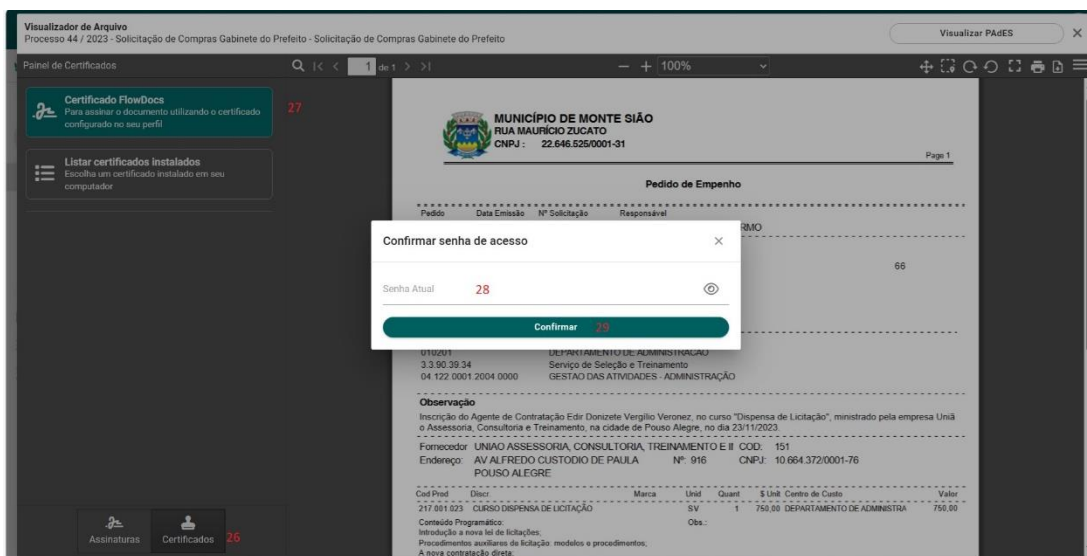 Visualizador de Arquivo
Processo 44 / 2023 - Solicitação de Compras Gabinete do Prefeito - Solicitação de Compras Gabinete do Prefeito
Visualizar PAdES
Painel de Certificados
1 de 1
100%
Certificado FlowDocs
Para assinar o documento utilizando o certificado
configurado no seu perfil
27
Listar certificados instalados
Escolha um certificado instalado em seu
computador
MUNICÍPIO DE MONTE SIÃO
RUA MAURÍCIO ZUCATO
CNPJ : 22.646.525/0001-31
Page 1
Pedido de Empenho
Pedido Data Emissão Nº Solicitação Responsável
RMO
66
Confirmar senha de acesso
Senha Atual 28
Confirmar 29
010201 DEPARTAMENTO DE ADMINISTRACAO
3.3.90.39.34 Serviço de Seleção e Treinamento
04.122.0001.2004.0000 GESTAO DAS ATIVIDADES - ADMINISTRAÇÃO
Observação
Inscrição do Agente de Contratação Edir Donizete Vergilio Veronez, no curso "Dispensa de Licitação", ministrado pela empresa Uniã
o Assessoria, Consultoria e Treinamento, na cidade de Pouso Alegre, no dia 23/11/2023.
Fornecedor UNIAO ASSESSORIA, CONSULTORIA, TREINAMENTO E II COD: 151
Endereço: AV ALFREDO CUSTODIO DE PAULA Nº: 916 CNPJ: 10.664.372/0001-76
POUSO ALEGRE
Cod Prod Discr. Marca Unid Quant $ Unit Centro de Custo Valor
217.001.023 CURSO DISPENSA DE LICITAÇÃO SV 1 750,00 DEPARTAMENTO DE ADMINISTRA 750,00
Conteúdo Programático: Obs.:
Introdução a nova lei de licitações;
Procedimentos auxiliares de licitação: modelos e procedimentos;
A nova contratação direta;
Assinaturas
Certificados 26